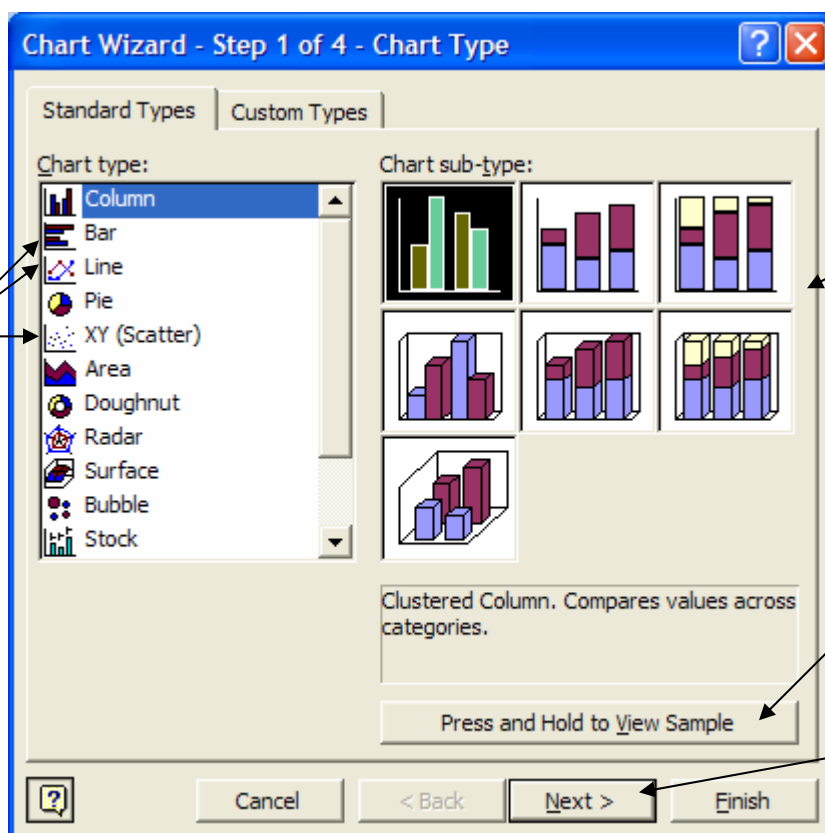 Chart Wizard - Step 1 of 4 - Chart Type
Standard Types
Custom Types
Chart type:
Column
Bar
Line
Pie
XY (Scatter)
Area
Doughnut
Radar
Surface
Bubble
Stock
Chart sub-type:
Clustered Column. Compares values across
categories.
Press and Hold to View Sample
Cancel
< Back
Next >
Finish